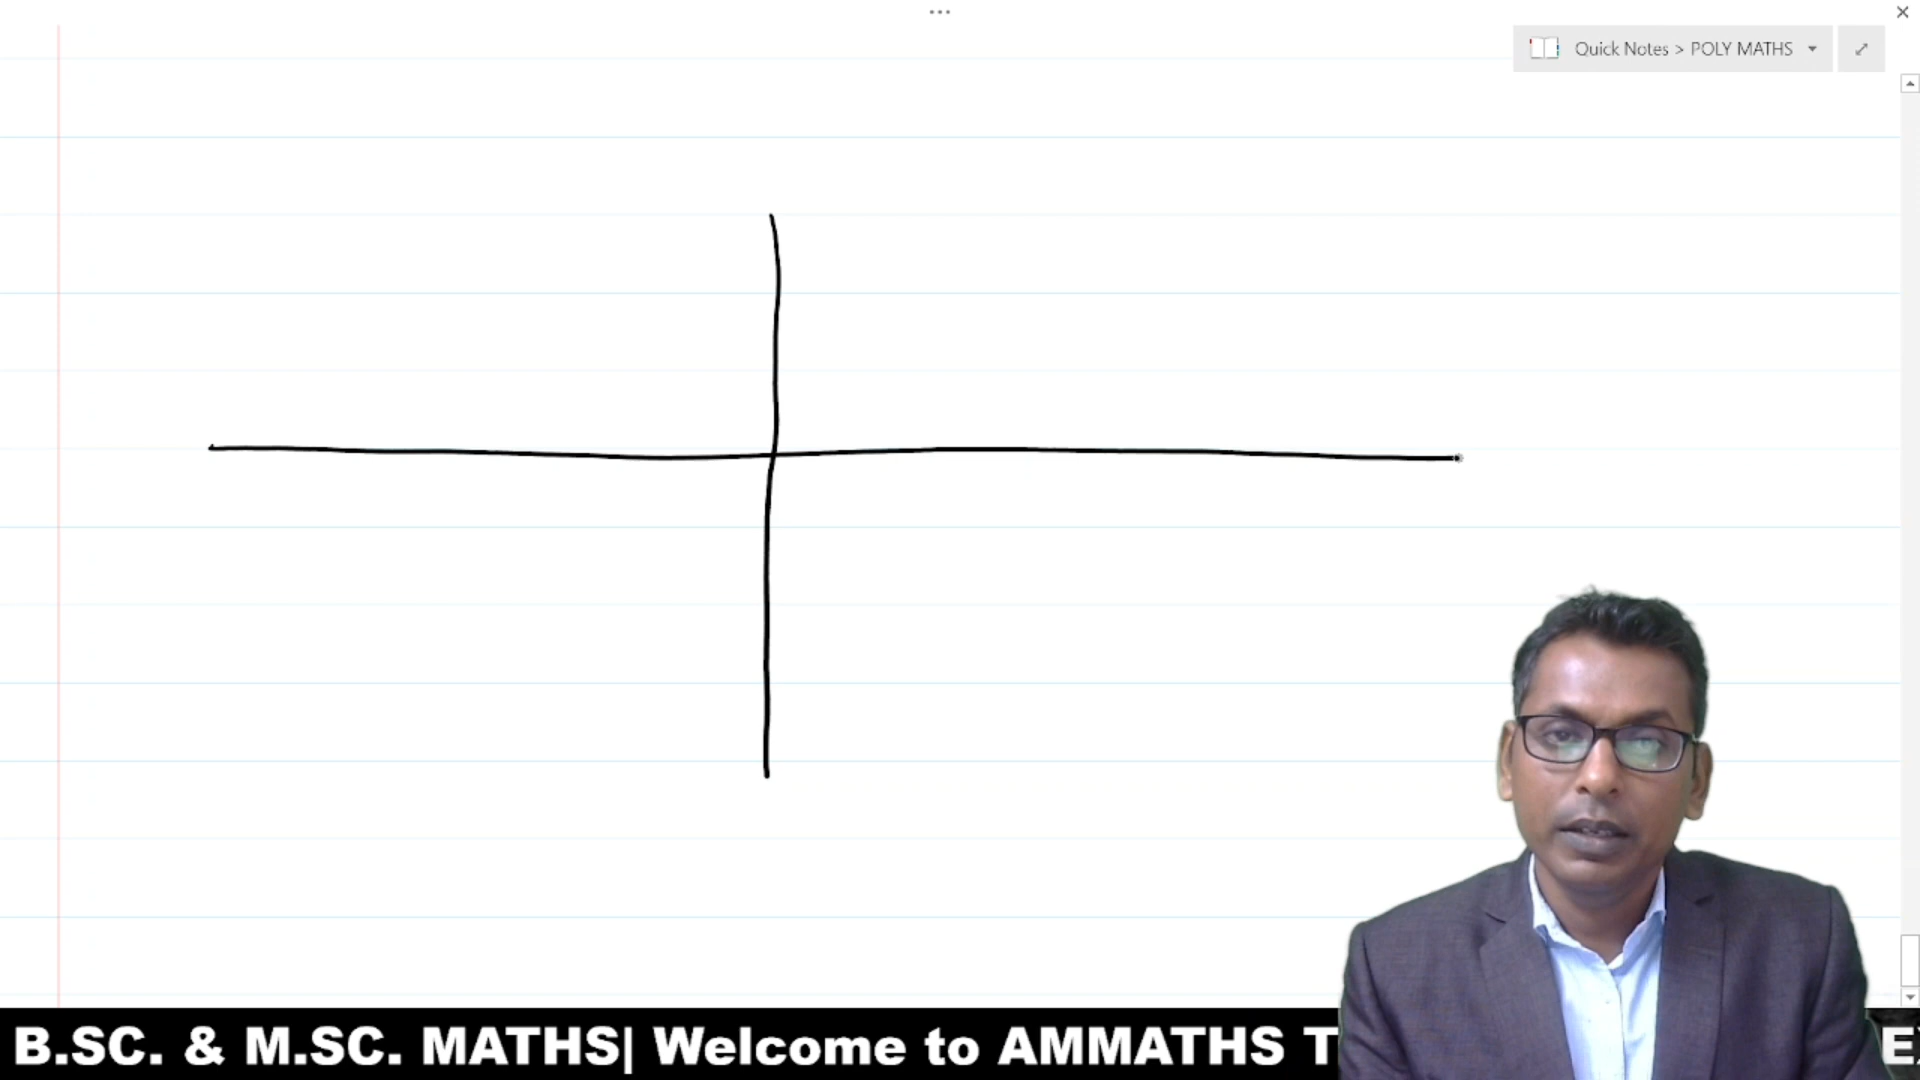 Quick Notes > POLY MATHS
B.SC. & M.SC. MATHS| Welcome to AMMATHS T